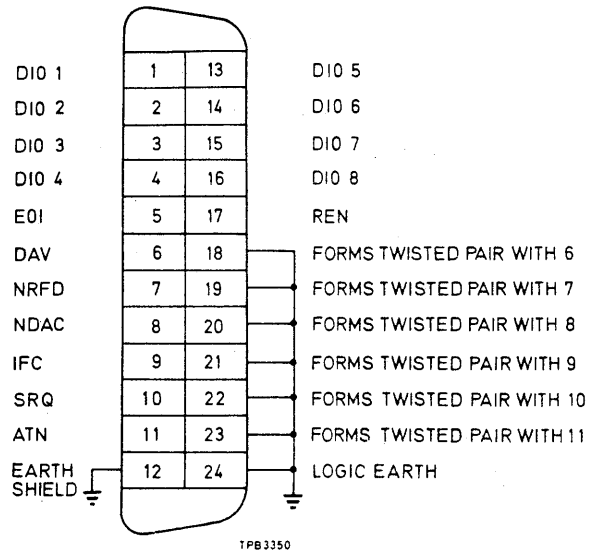 DIO 1 1 13 DIO 5
DIO 2 2 14 DIO 6
DIO 3 3 15 DIO 7
DIO 4 4 16 DIO 8
EOI 5 17 REN
DAV 6 18 FORMS TWISTED PAIR WITH 6
NRFD 7 19 FORMS TWISTED PAIR WITH 7
NDAC 8 20 FORMS TWISTED PAIR WITH 8
IFC 9 21 FORMS TWISTED PAIR WITH 9
SRQ 10 22 FORMS TWISTED PAIR WITH 10
ATN 11 23 FORMS TWISTED PAIR WITH 11
EARTH 12 24 LOGIC EARTH
SHIELD
TPB3350